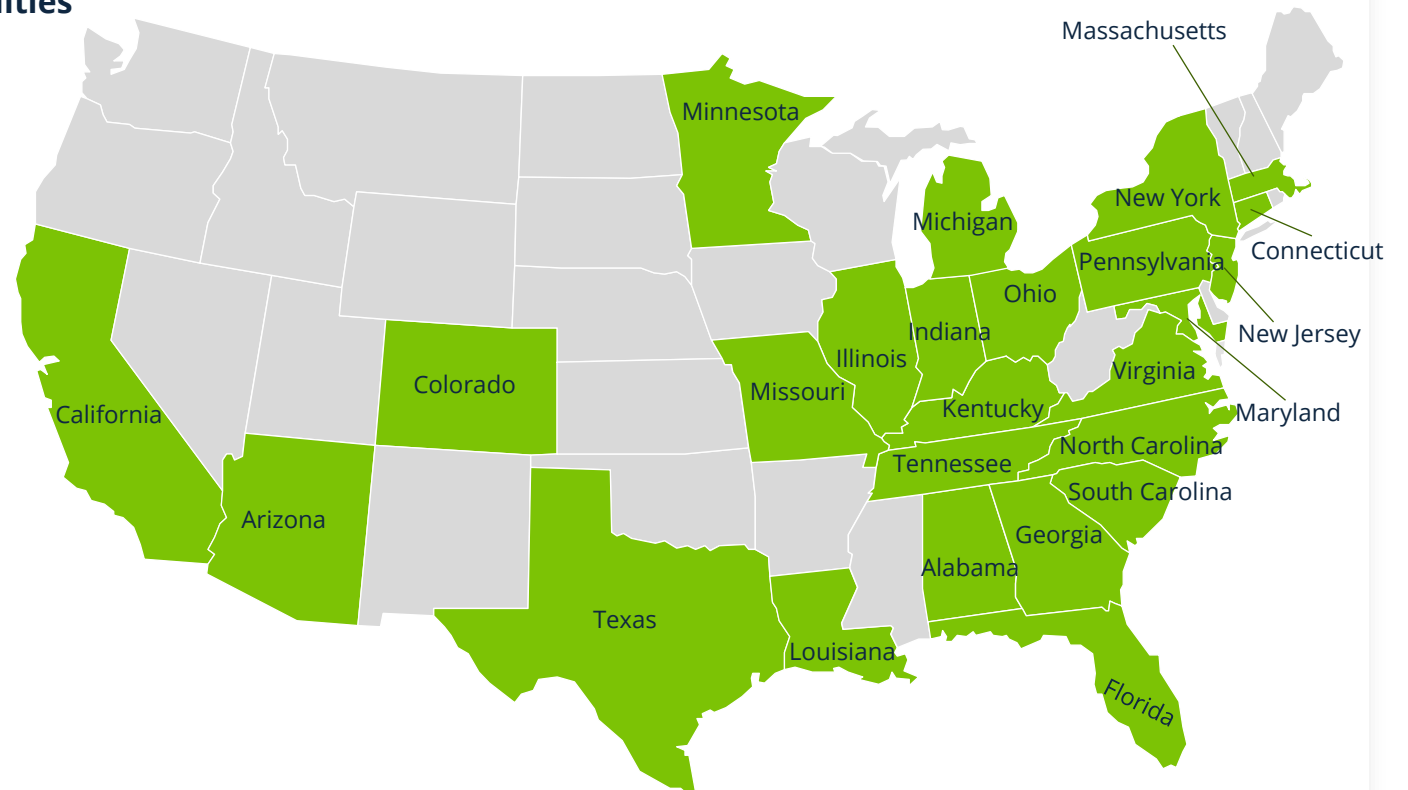 Massachusetts
Minnesota
New York
Michigan
Connecticut
Pennsylvania
Ohio
Indiana
New Jersey
Illinois
Virginia
Colorado
Missouri
Kentucky
Maryland
California
North Carolina
Tennessee
South Carolina
Arizona
Georgia
Alabama
Texas
Louisiana
Florida